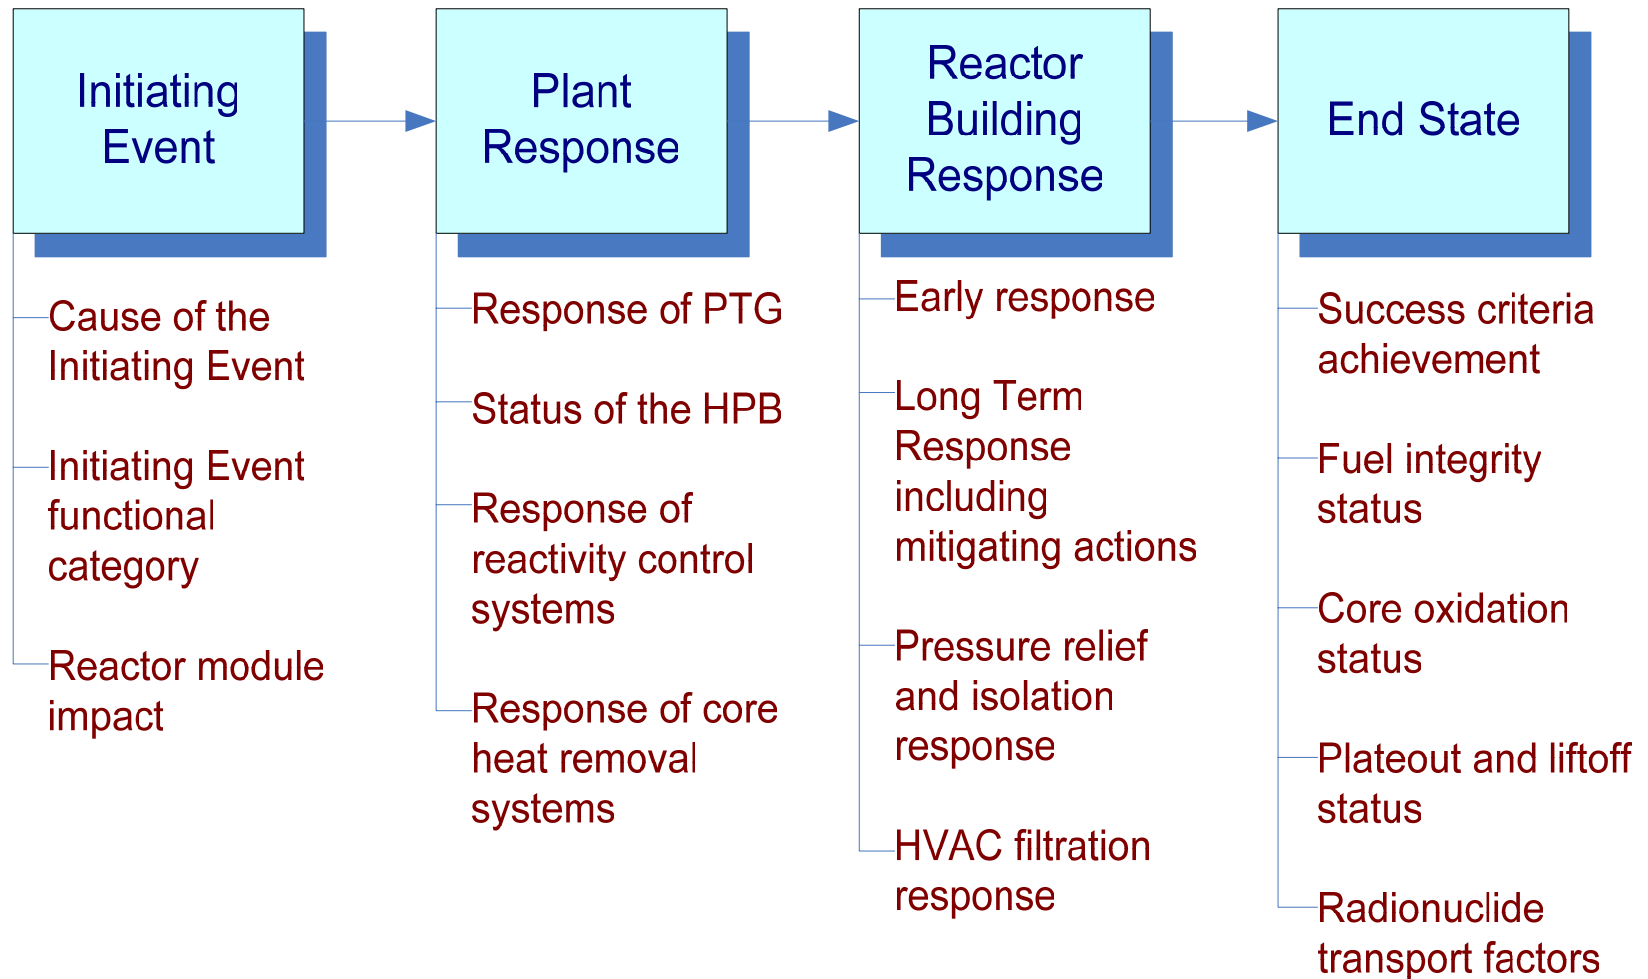 Initiating
Event
Plant
Response
Reactor
Building
Response
End State
Cause of the
Initiating Event
Initiating Event
functional
category
Reactor module
impact
Response of PTG
Status of the HPB
Response of
reactivity control
systems
Response of core
heat removal
systems
Early response
Long Term
Response
including
mitigating actions
Pressure relief
and isolation
response
HVAC filtration
response
Success criteria
achievement
Fuel integrity
status
Core oxidation
status
Plateout and liftoff
status
Radionuclide
transport factors